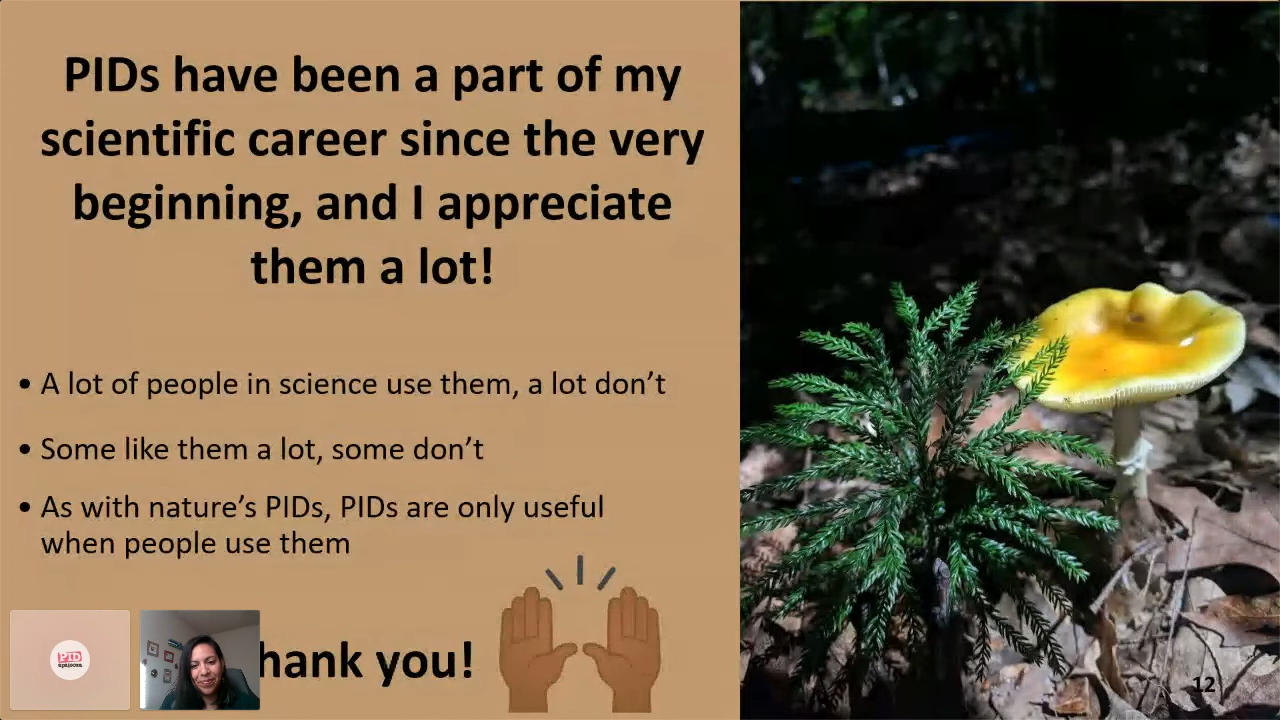 PIDs have been a part of my
scientific career since the very
beginning, and I appreciate
them a lot!
• A lot of people in science use them, a lot don't
• Some like them a lot, some don't
• As with nature's PIDs, PIDs are only useful
when people use them
hank you!
PID
apalooza
12